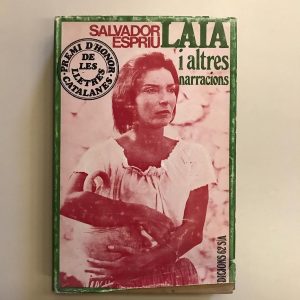 SALVADOR
ESPRIU
LAIA
i altres
narracions
PREMI D'HONOR
DE LES
LLETRES
CATALANES
EDICIONS 62 S/A